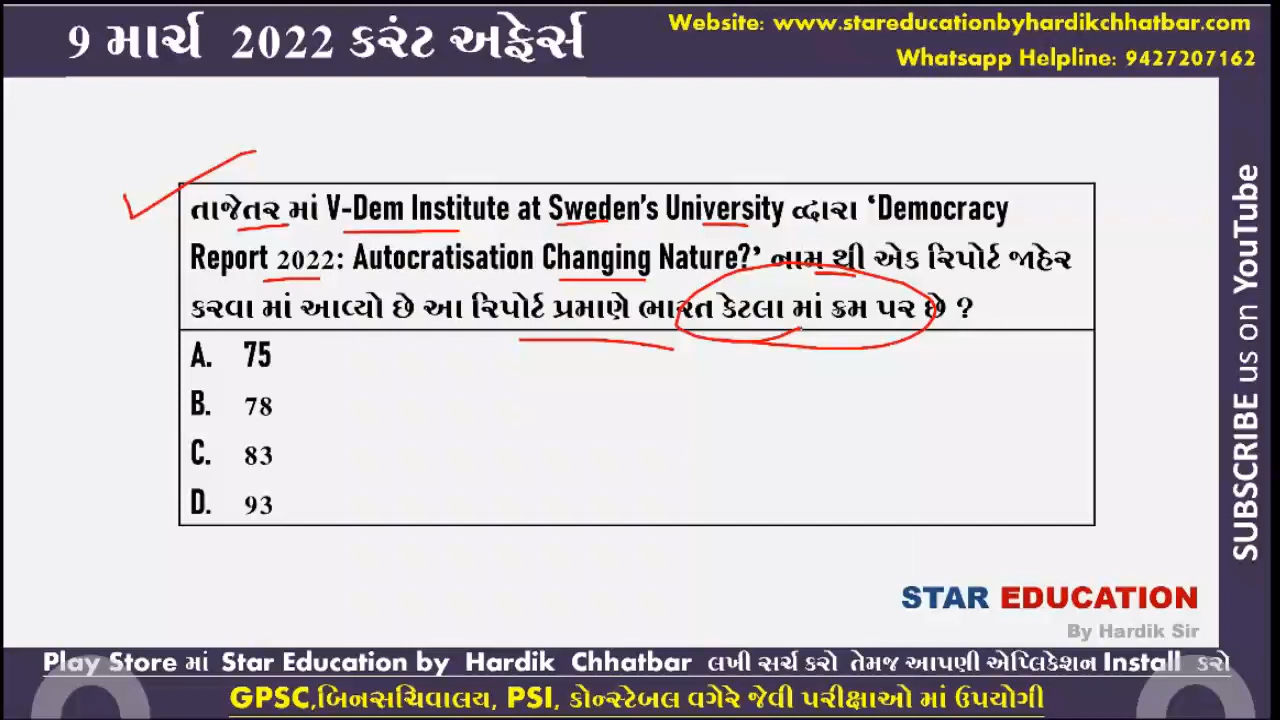 9 માર્ચ 2022 કરંટ અફેર્સ
Website: www.stareducationbyhardikchhatbar.com
Whatsapp Helpline: 9427207162
તાજેતર માં V-Dem Institute at Sweden's University વ્દારા 'Democracy
Report 2022: Autocratisation Changing Nature?' નામ થી એક રિપોર્ટ જાહેર
કરવા માં આવ્યો છે આ રિપોર્ટ પ્રમાણે ભારત કેટલા માં ક્રમ પર છે ?
A. 75
B. 78
C. 83
D. 93
SUBSCRIBE us on YouTube
STAR EDUCATION
By Hardik Sir
Play Store માં Star Education by Hardik Chhatbar લખી સર્ચ કરો તેમજ આપણી એપ્લિકેશન Install કરો
GPSC,બિનસચિવાલય, PSI, કોન્સ્ટેબલ વગેરે જેવી પરીક્ષાઓ માં ઉપયોગી